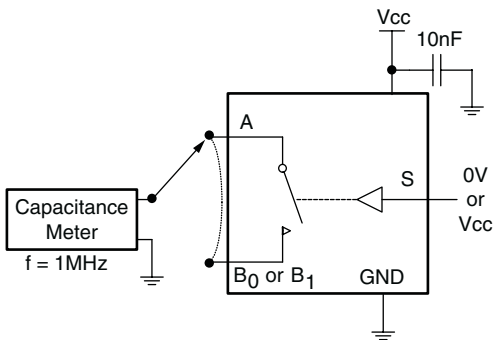 Vcc
10nF
A
S
0V
or
Vcc
Capacitance
Meter
f = 1MHz
B0 or B1
GND